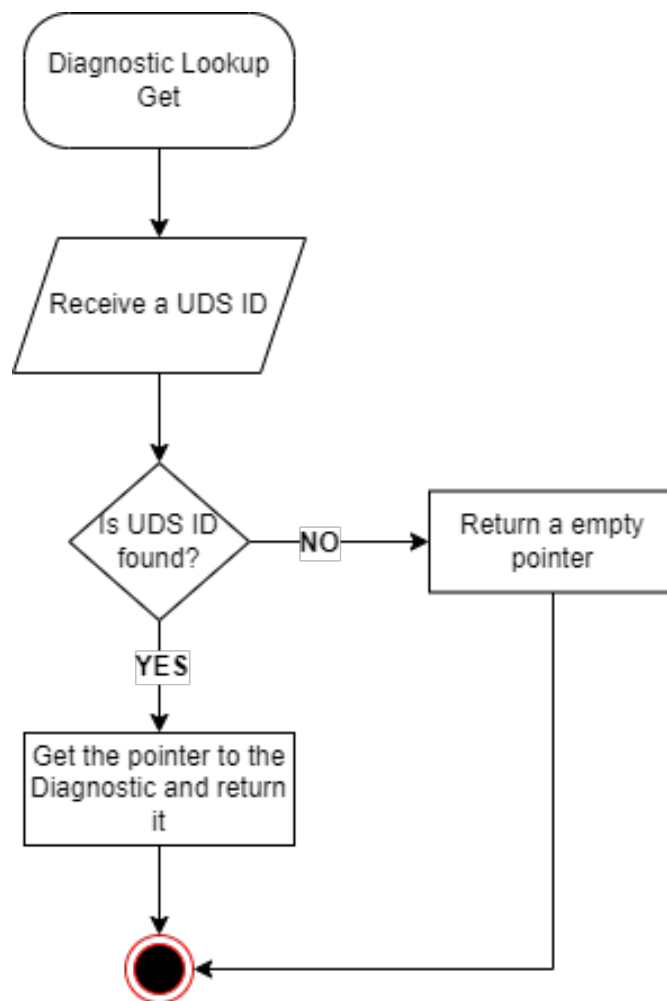 Diagnostic Lookup
Get
Receive a UDS ID
Is UDS ID
found?
NO
Return a empty
pointer
YES
Get the pointer to the
Diagnostic and return
it